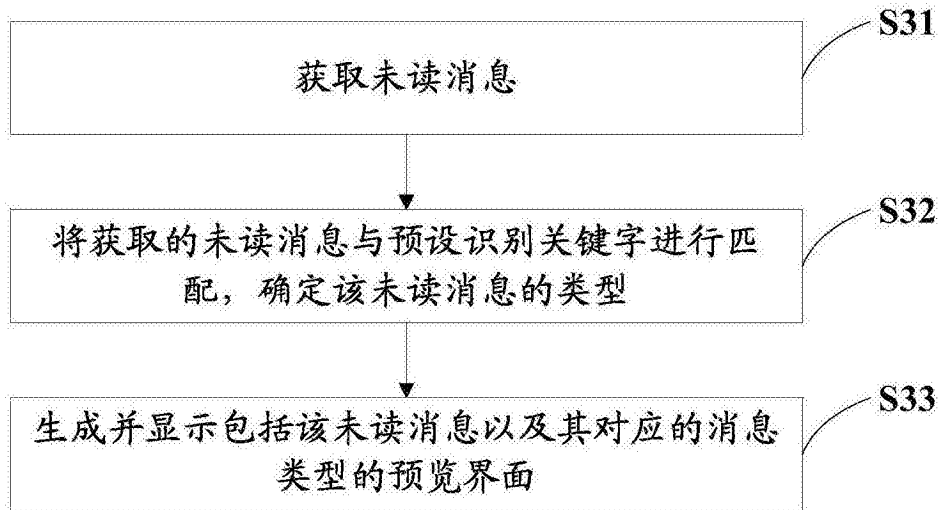 S31
获取未读消息
S32
将获取的未读消息与预设识别关键字进行匹
配，确定该未读消息的类型
S33
生成并显示包括该未读消息以及其对应的消息
类型的预览界面